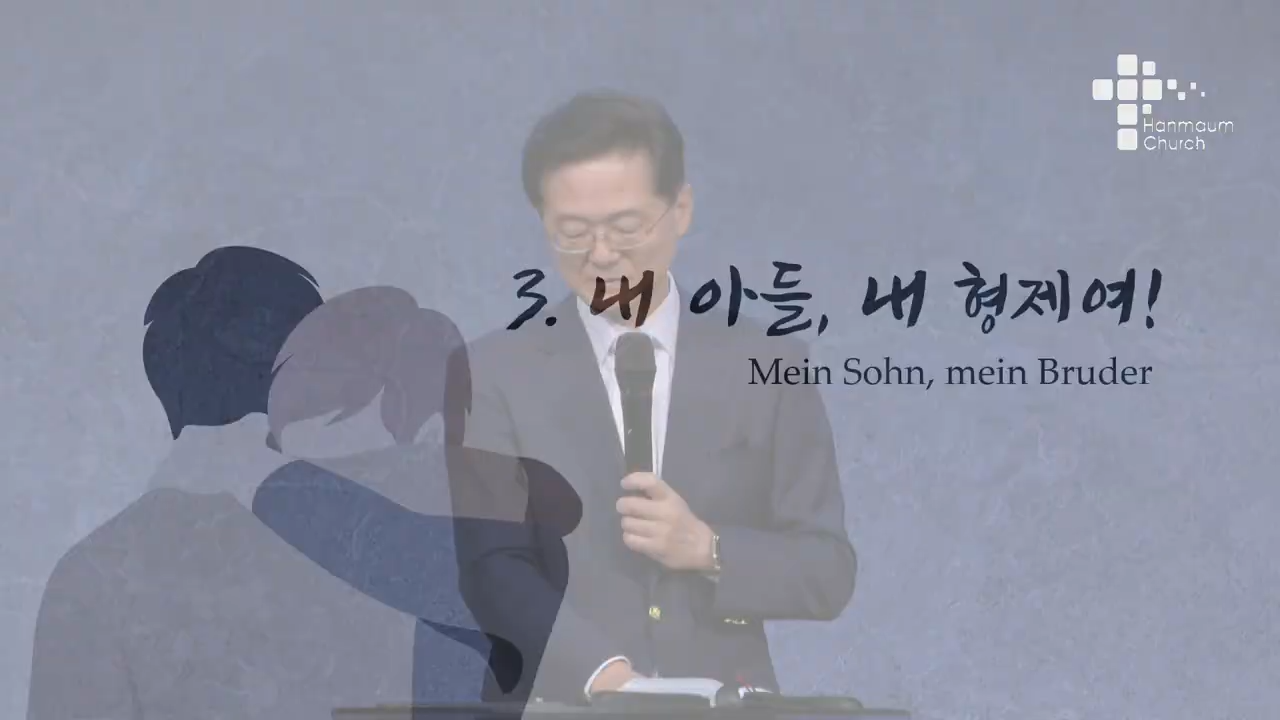 Hanmaum
Church
3. 내 아들, 내 형제여!
Mein Sohn, mein Bruder